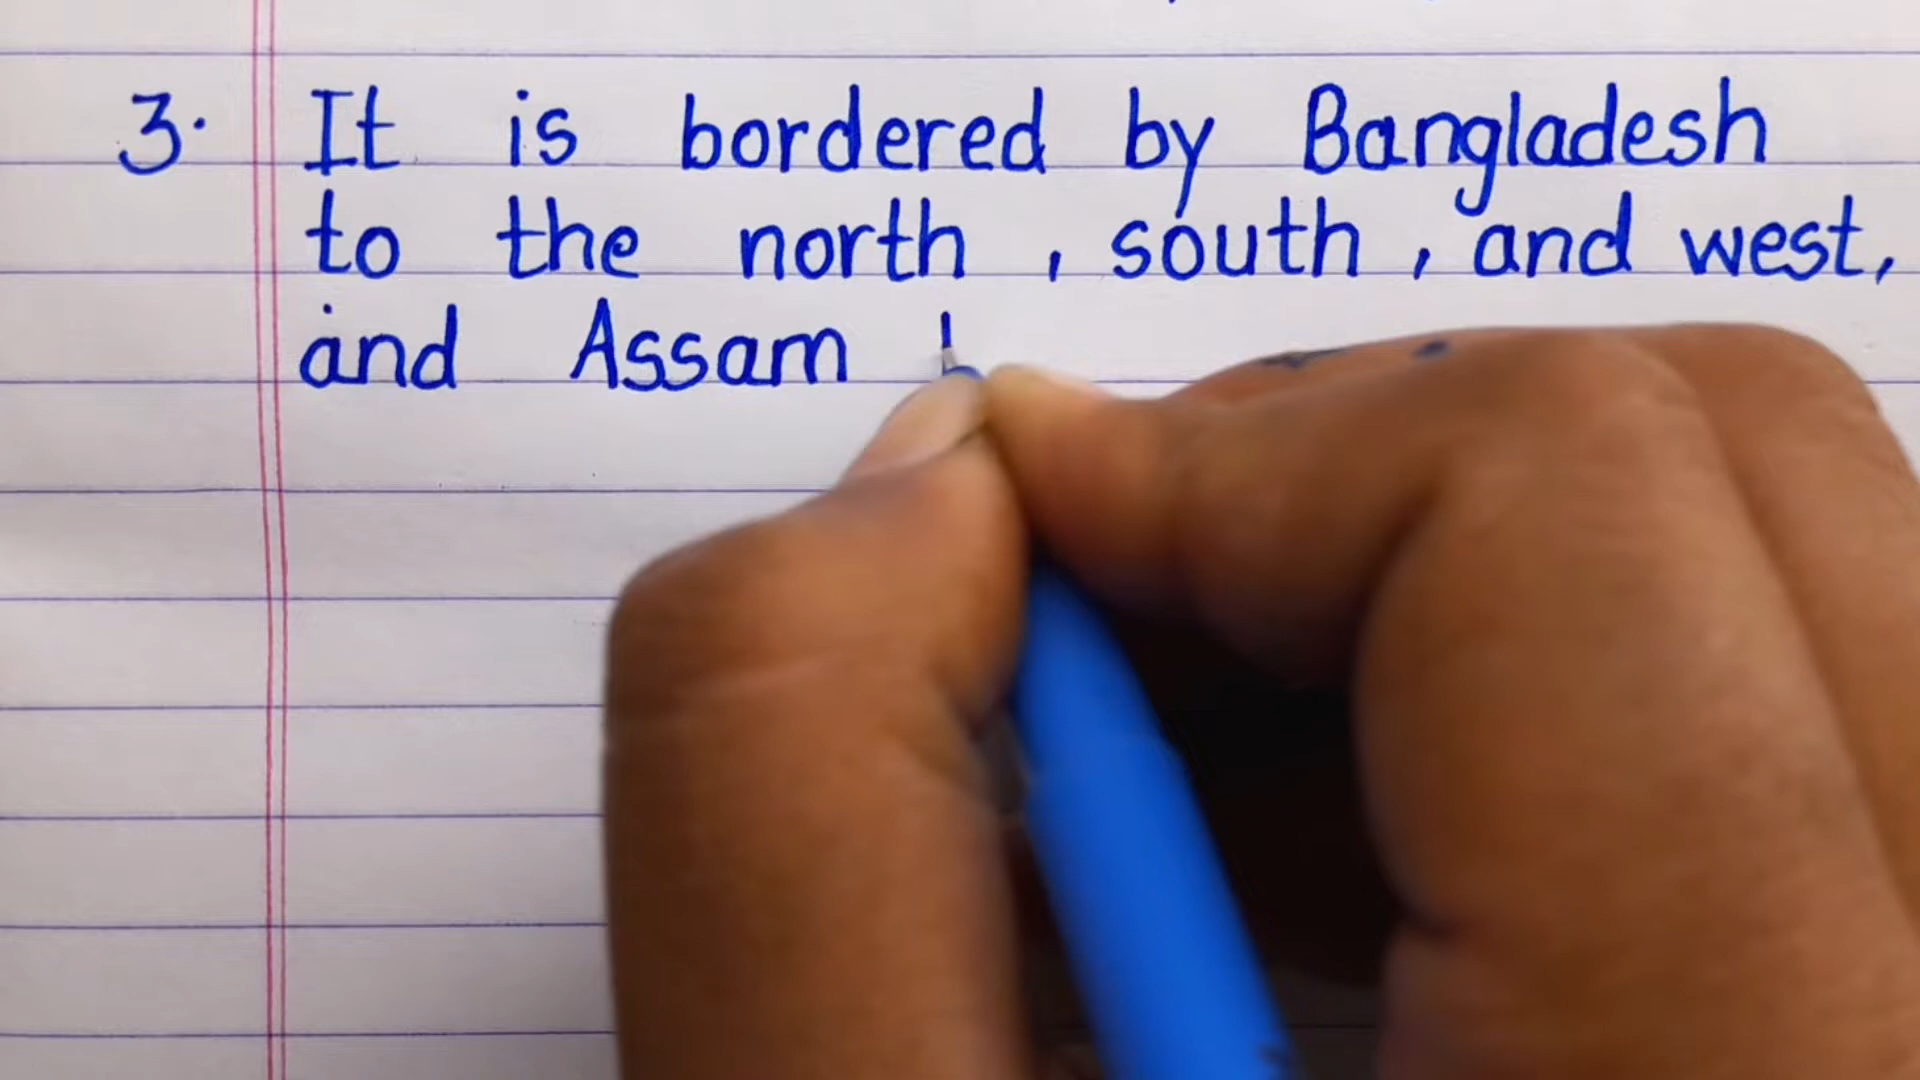 3. It is bordered by Bangladesh
to the north, south, and west,
and Assam